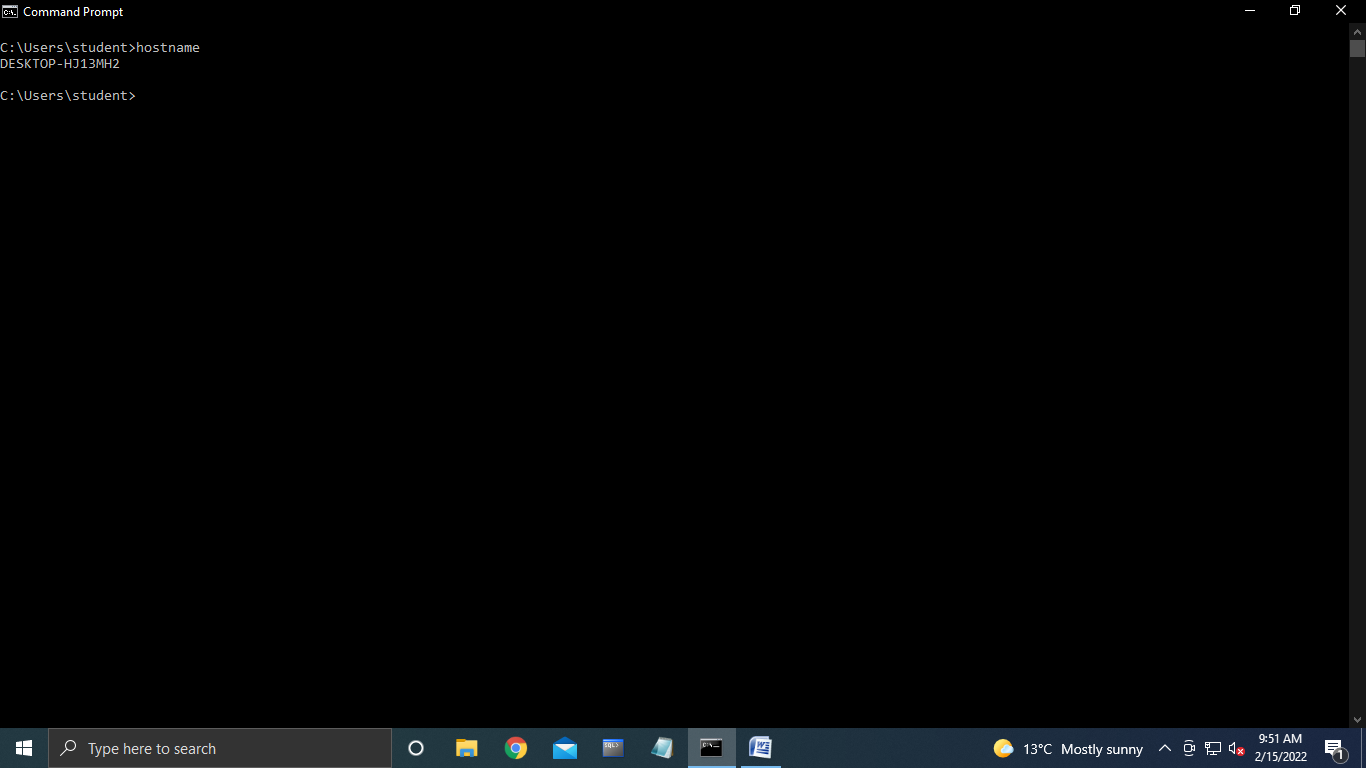 Command Prompt
C:\Users\student>hostname
DESKTOP-HJ13MH2
C:\Users\student>
Type here to search
13°C Mostly sunny
9:51 AM
2/15/2022
1